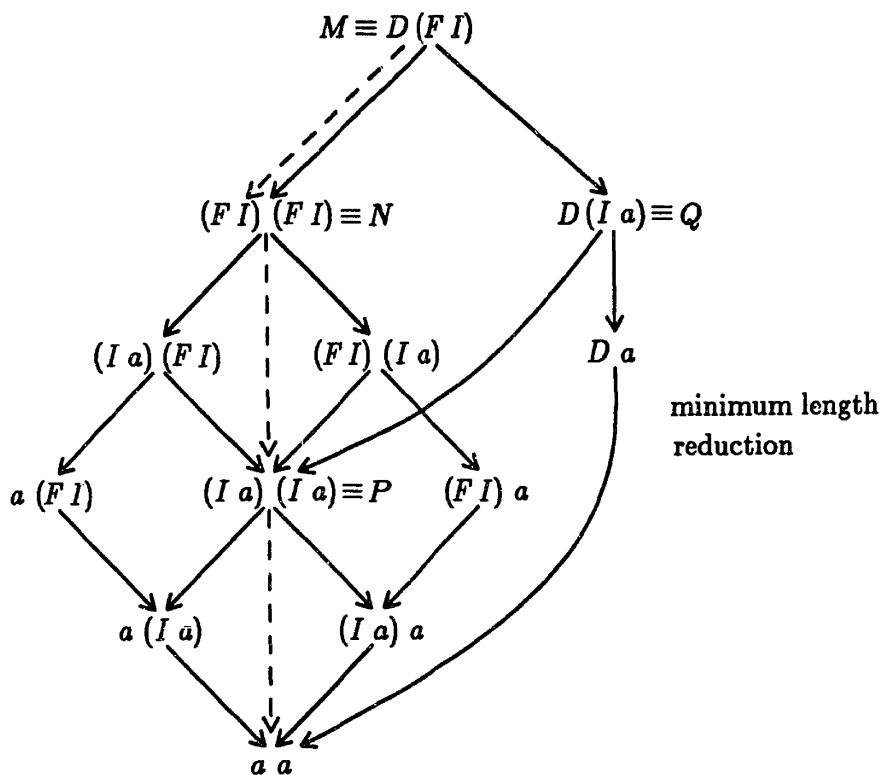 M ≡ D (F I)
(F I) (F I) ≡ N
D (I a) ≡ Q
(I a) (F I)
(F I) (I a)
D a
minimum length
reduction
a (F I)
(I a) (I a) ≡ P
(F I) a
a (I a)
(I a) a
a a